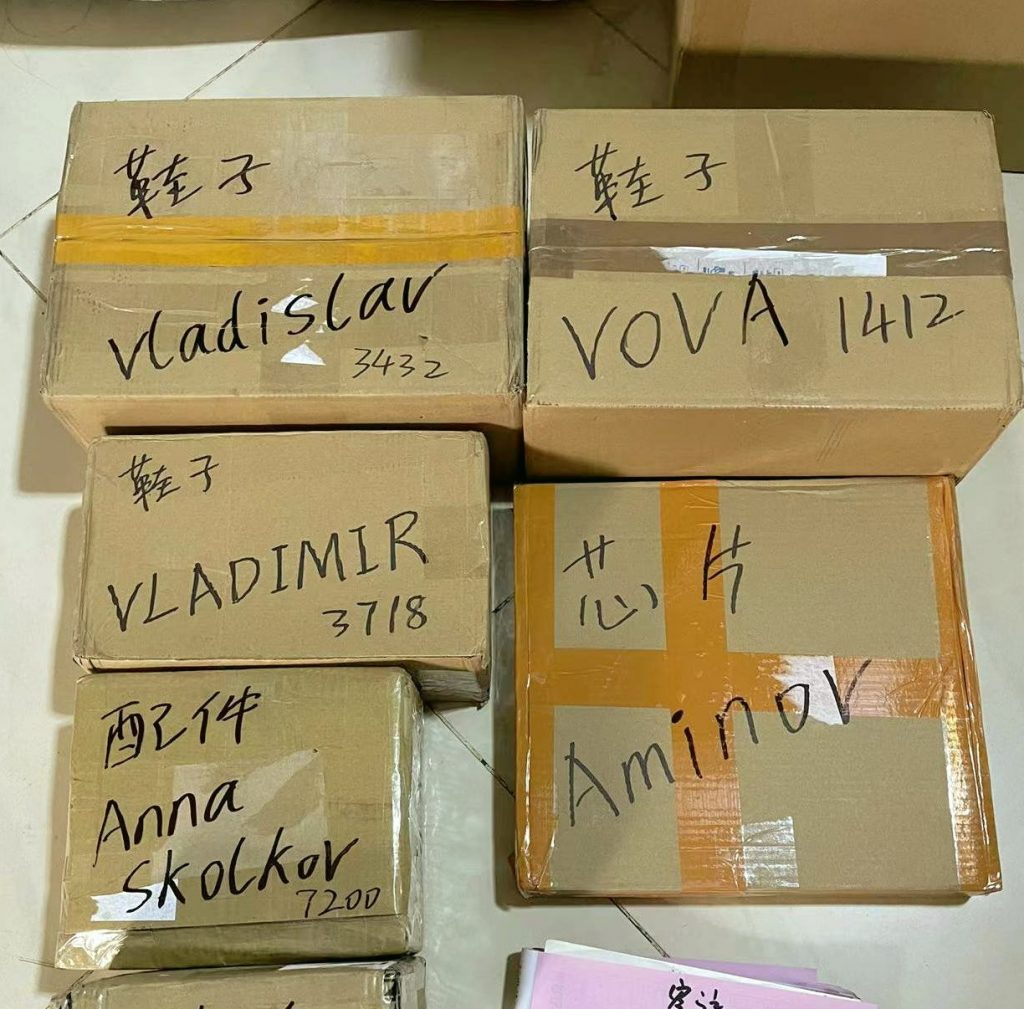 鞋子
vladislav
3432
鞋子
VOVA 1412
鞋子
VLADIMIR
3718
芯片
Aminov
配件
Anna
Skolkov
7200